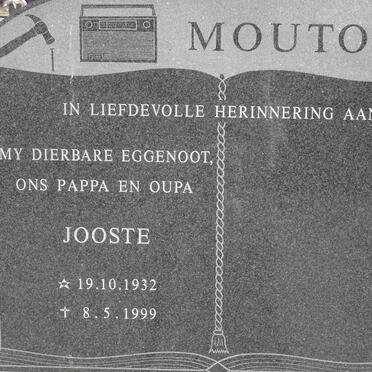 MOUTO
IN LIEFDEVOLLE HERINNERING AAN
MY DIERBARE EGGENOOT,
ONS PAPPA EN OUPA
JOOSTE
☆ 19.10.1932
† 8.5.1999